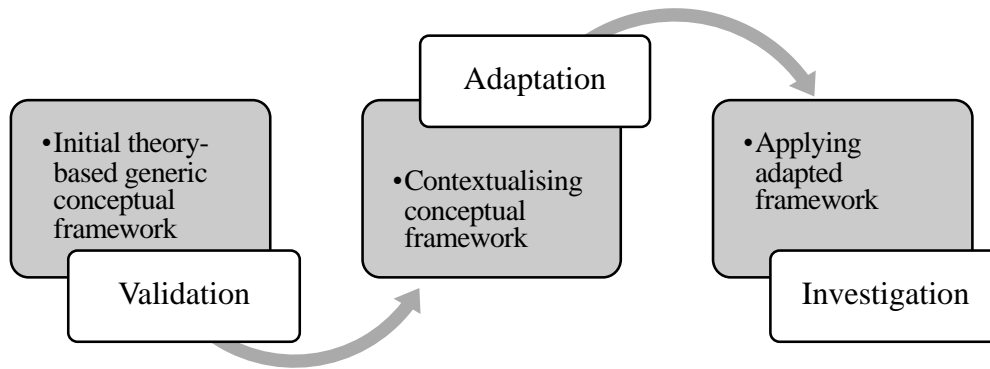 •Initial theory-
based generic
conceptual
framework
Validation
Adaptation
•Contextualising
conceptual
framework
•Applying
adapted
framework
Investigation